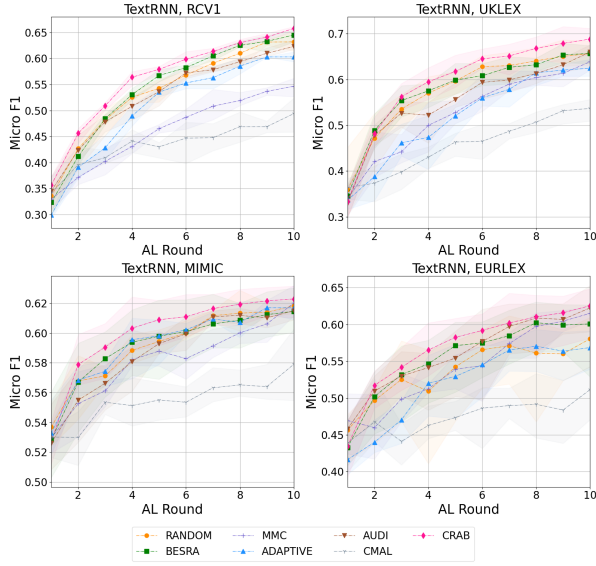 TextRNN, RCV1
TextRNN, UKLEX
Micro F1
0.65
0.60
0.55
0.50
0.45
0.40
0.35
0.30
2 4 6 8 10
AL Round
Micro F1
0.7
0.6
0.5
0.4
0.3
2 4 6 8 10
AL Round
TextRNN, MIMIC
TextRNN, EURLEX
Micro F1
0.62
0.60
0.58
0.56
0.54
0.52
0.50
2 4 6 8 10
AL Round
Micro F1
0.65
0.60
0.55
0.50
0.45
0.40
2 4 6 8 10
AL Round
RANDOM MMC AUDI CRAB
BESRA ADAPTIVE CMAL